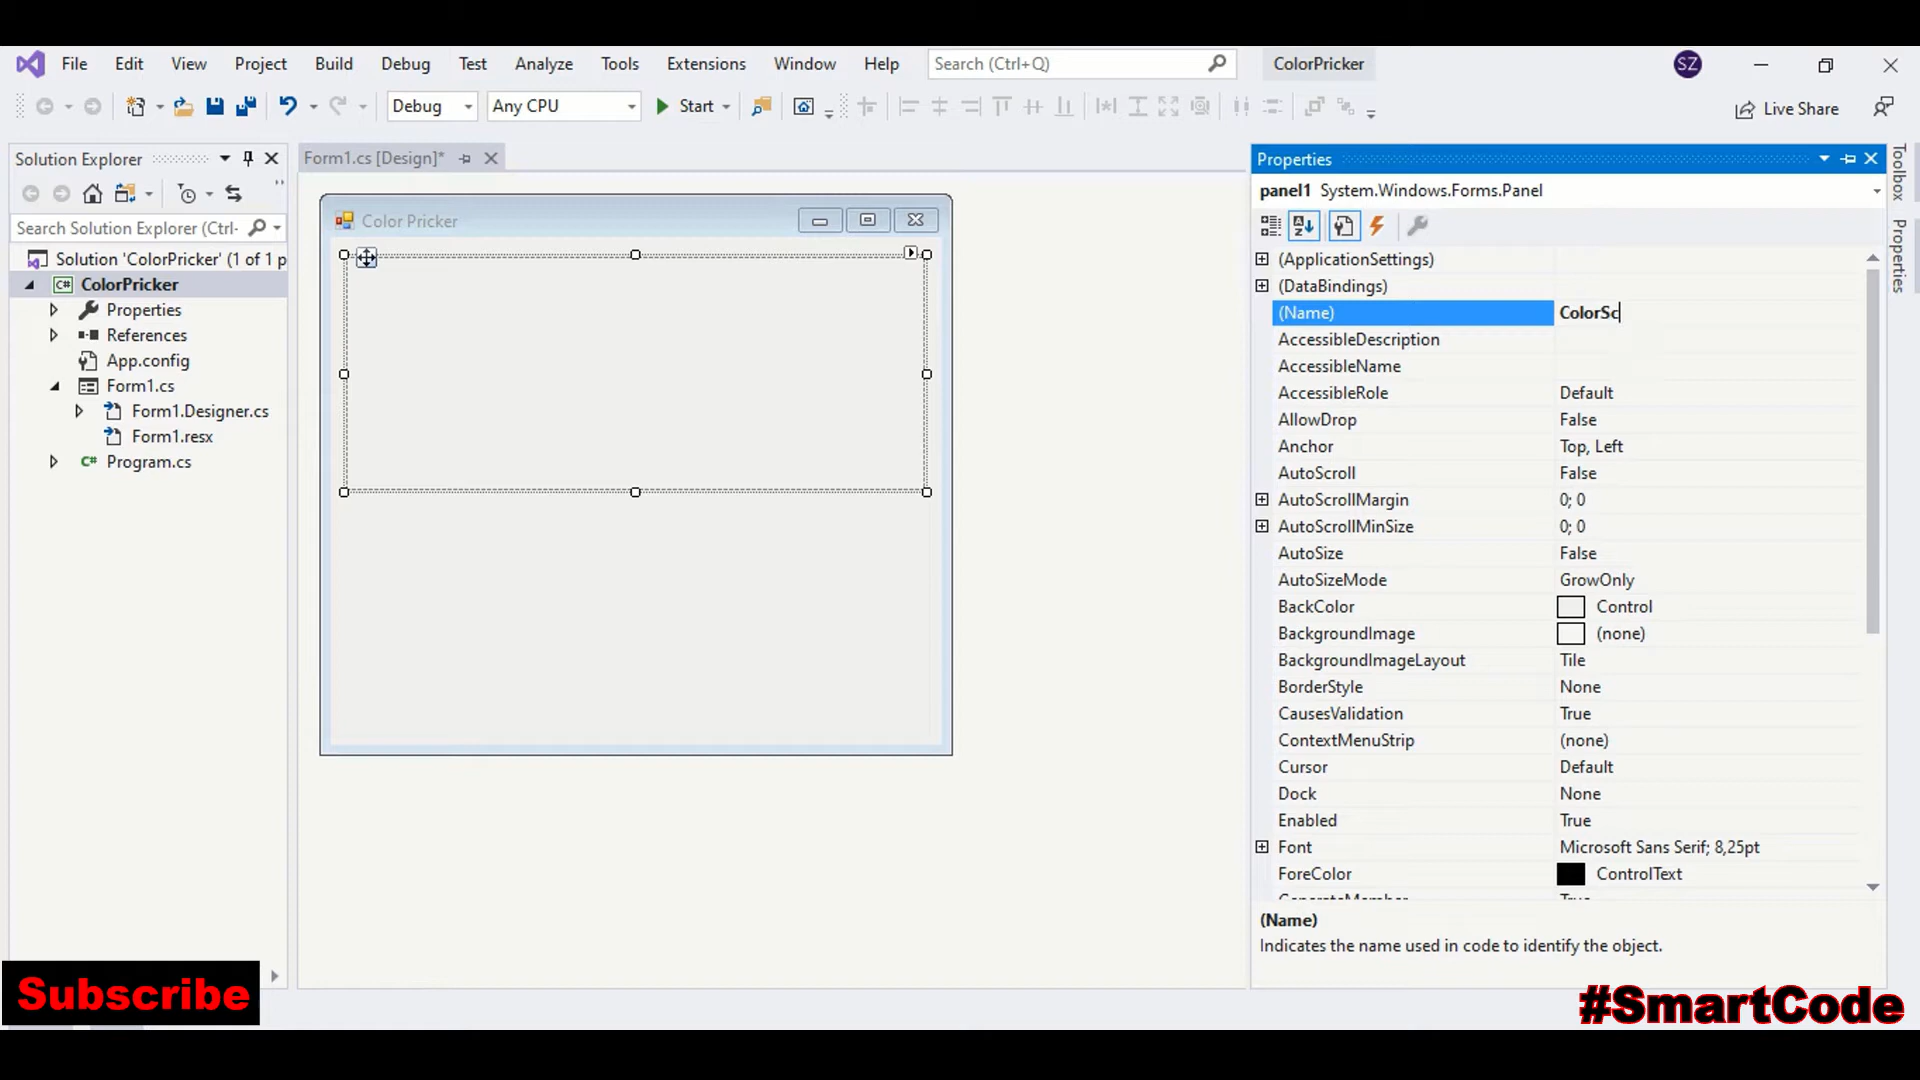 File Edit View Project Build Debug Test Analyze Tools Extensions Window Help Search (Ctrl+Q) ColorPricker SZ
Debug Any CPU Start Live Share
Solution Explorer
Form1.cs [Design]*
Properties
Toolbox
Properties
panel1 System.Windows.Forms.Panel
Search Solution Explorer (Ctrl-
Color Pricker
Solution 'ColorPricker' (1 of 1 p
C# ColorPricker
Properties
References
App.config
Form1.cs
Form1.Designer.cs
Form1.resx
C# Program.cs
(ApplicationSettings)
(DataBindings)
(Name) ColorSc
AccessibleDescription
AccessibleName
AccessibleRole Default
AllowDrop False
Anchor Top, Left
AutoScroll False
AutoScrollMargin 0; 0
AutoScrollMinSize 0; 0
AutoSize False
AutoSizeMode GrowOnly
BackColor Control
BackgroundImage (none)
BackgroundImageLayout Tile
BorderStyle None
CausesValidation True
ContextMenuStrip (none)
Cursor Default
Dock None
Enabled True
Font Microsoft Sans Serif; 8,25pt
ForeColor ControlText
(Name)
Indicates the name used in code to identify the object.
Subscribe
#SmartCode